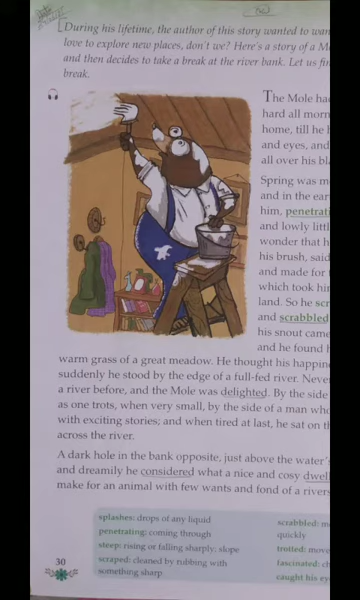 During his lifetime, the author of this story wanted to wan
love to explore new places, don't we? Here's a story of a M
and then decides to take a break at the river bank. Let us fin
break.
The Mole ha
hard all morn
home, till he
and eyes, and
all over his bl
Spring was m
and in the ear
him, penetrati
and lowly littl
wonder that h
his brush, said
and made for
which took hi
land. So he scr
and scrabbled
his snout came
and he found
warm grass of a great meadow. He thought his happin
suddenly he stood by the edge of a full-fed river. Neve
a river before, and the Mole was delighted. By the side
as one trots, when very small, by the side of a man who
with exciting stories; and when tired at last, he sat on th
across the river.
A dark hole in the bank opposite, just above the water'
and dreamily he considered what a nice and cosy dwel
make for an animal with few wants and fond of a river
splashes: drops of any liquid
penetrating: coming through
steep: rising or falling sharply; slope
scraped: cleaned by rubbing with
something sharp
scrabbled: m
quickly
trotted: move
fascinated: ch
caught his ey
30